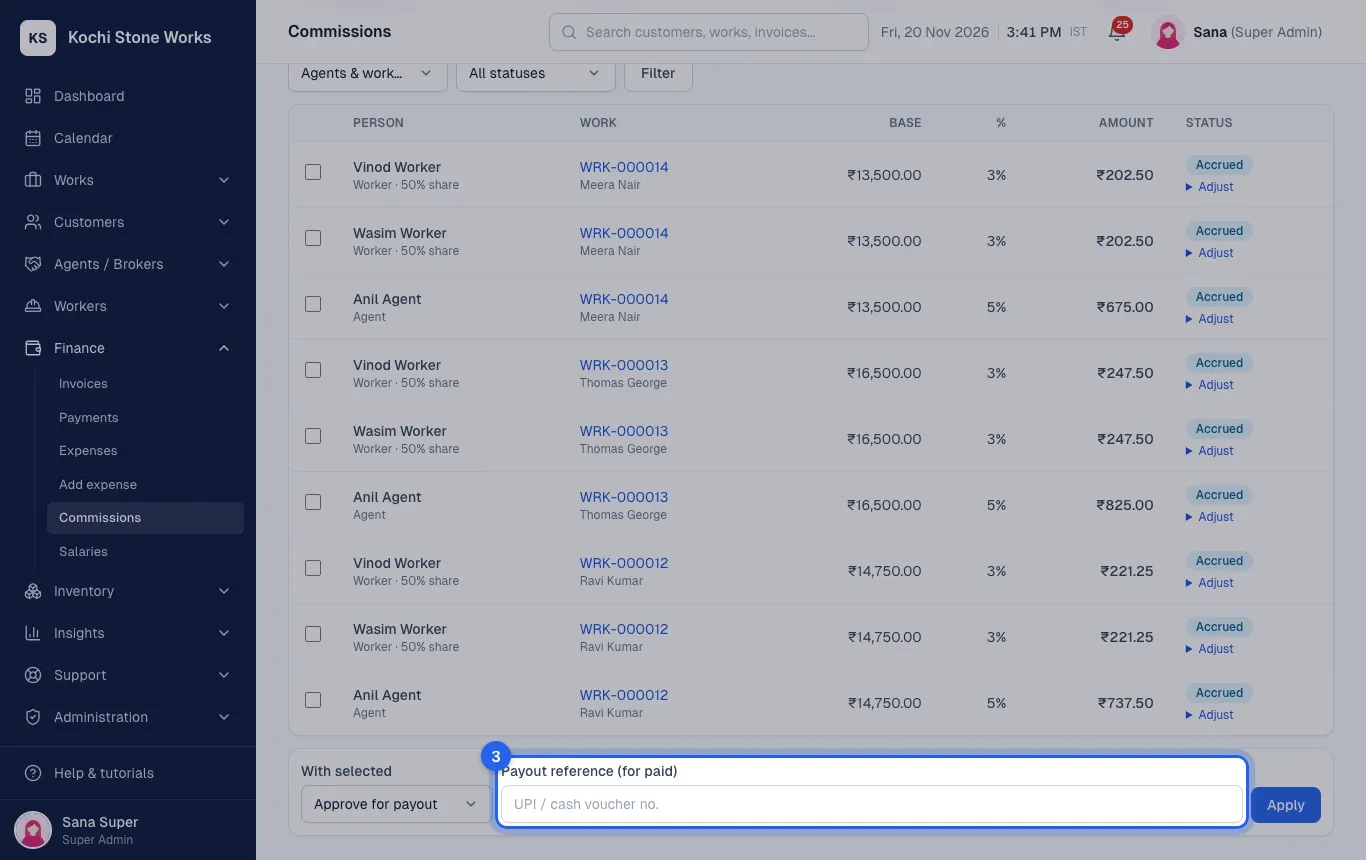 KS
Kochi Stone Works
Commissions
Search customers, works, invoices...
Fri, 20 Nov 2026
3:41 PM IST
25
Sana (Super Admin)
Dashboard
Calendar
Works
Customers
Agents / Brokers
Workers
Finance
Invoices
Payments
Expenses
Add expense
Commissions
Salaries
Inventory
Insights
Support
Administration
Help & tutorials
Sana Super
Super Admin
Agents & work...
All statuses
Filter
PERSON WORK BASE % AMOUNT STATUS
Vinod Worker WRK-000014 ₹13,500.00 3% ₹202.50 Accrued
Worker · 50% share Meera Nair Adjust
Wasim Worker WRK-000014 ₹13,500.00 3% ₹202.50 Accrued
Worker · 50% share Meera Nair Adjust
Anil Agent WRK-000014 ₹13,500.00 5% ₹675.00 Accrued
Agent Meera Nair Adjust
Vinod Worker WRK-000013 ₹16,500.00 3% ₹247.50 Accrued
Worker · 50% share Thomas George Adjust
Wasim Worker WRK-000013 ₹16,500.00 3% ₹247.50 Accrued
Worker · 50% share Thomas George Adjust
Anil Agent WRK-000013 ₹16,500.00 5% ₹825.00 Accrued
Agent Thomas George Adjust
Vinod Worker WRK-000012 ₹14,750.00 3% ₹221.25 Accrued
Worker · 50% share Ravi Kumar Adjust
Wasim Worker WRK-000012 ₹14,750.00 3% ₹221.25 Accrued
Worker · 50% share Ravi Kumar Adjust
Anil Agent WRK-000012 ₹14,750.00 5% ₹737.50 Accrued
Agent Ravi Kumar Adjust
3
With selected
Approve for payout
Payout reference (for paid)
UPI / cash voucher no.
Apply